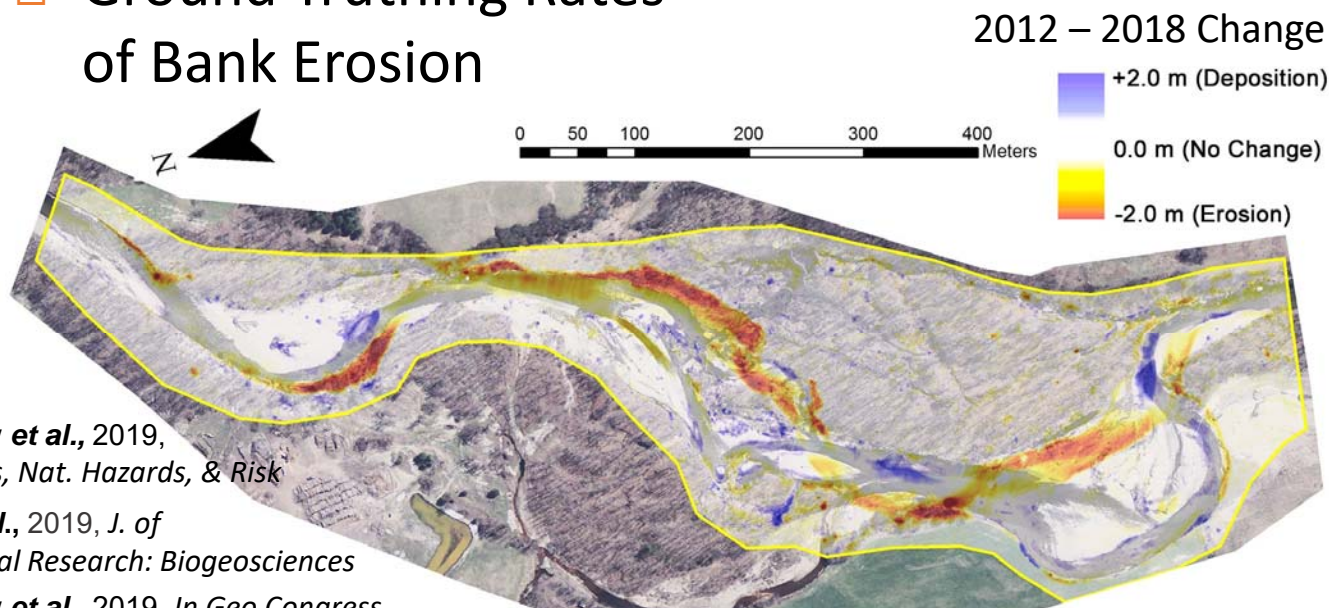 Ground Truthing Rates
of Bank Erosion
2012 – 2018 Change
+2.0 m (Deposition)
0.0 m (No Change)
-2.0 m (Erosion)
0 50 100 200 300 400
Meters
N
et al., 2019,
Nat. Hazards, & Risk
2019, J. of
Research: Biogeosciences
et al., 2019, In Geo Congress